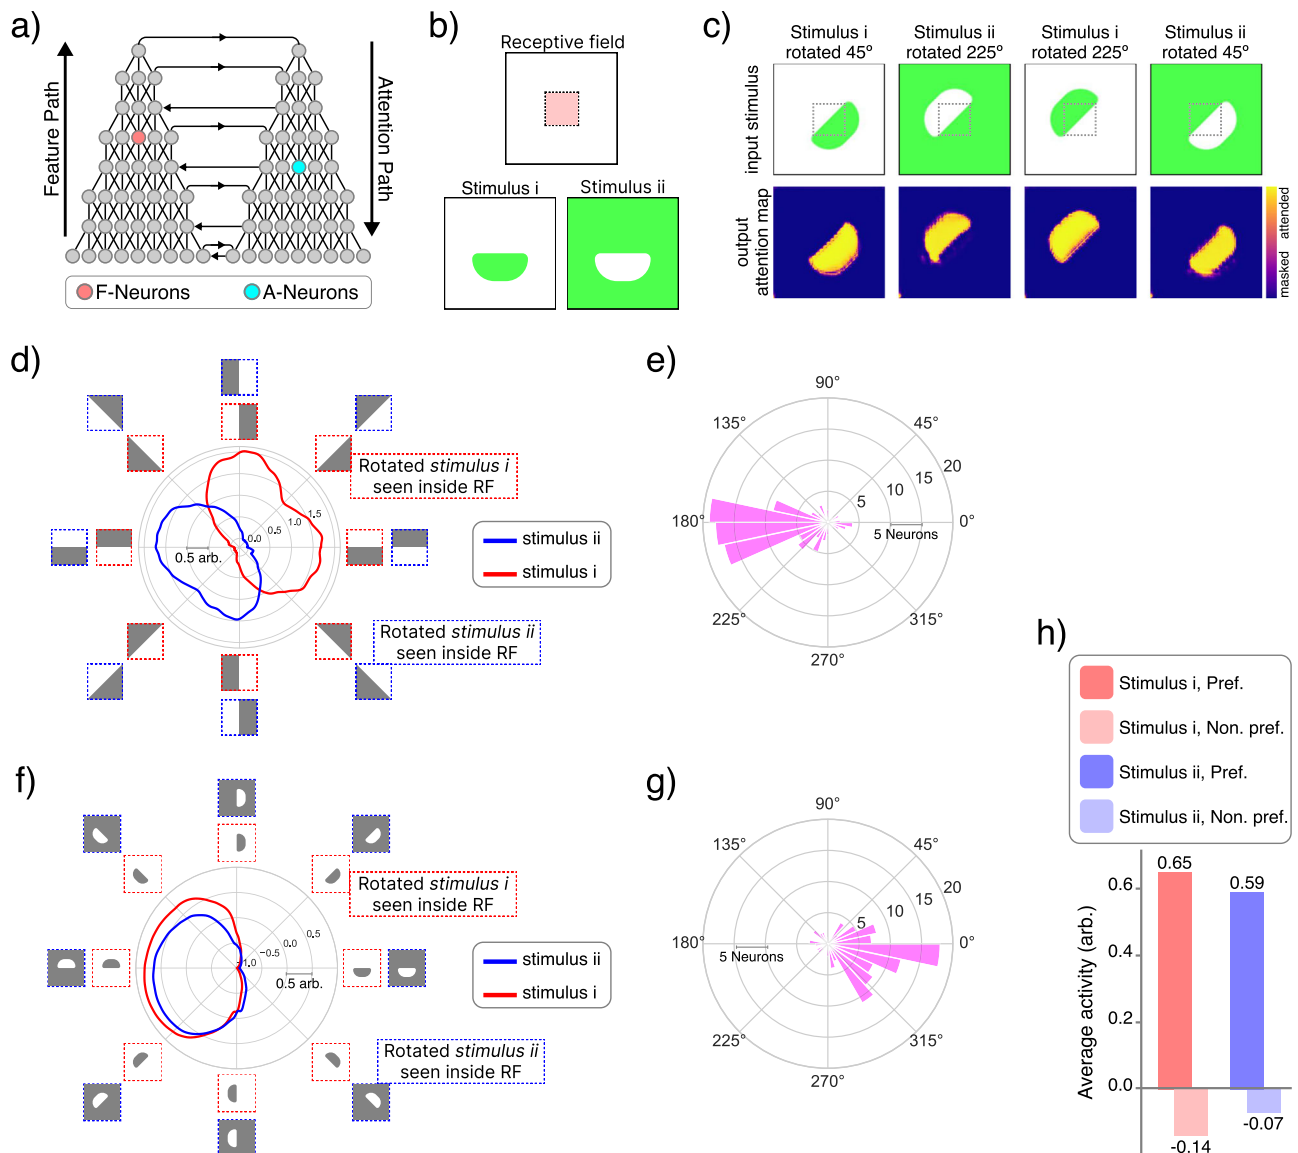 a)
Feature Path
Attention Path
F-Neurons
A-Neurons
b)
Receptive field
Stimulus i
Stimulus ii
c)
Stimulus i
rotated 45º
Stimulus ii
rotated 225º
Stimulus i
rotated 225º
Stimulus ii
rotated 45º
input stimulus
output
attention map
masked
attended
d)
Rotated stimulus i
seen inside RF
0.0
0.5
1.0
1.5
0.5 arb.
stimulus ii
stimulus i
Rotated stimulus ii
seen inside RF
e)
90°
135°
45°
180°
0°
225°
315°
270°
5
10
15
20
5 Neurons
f)
Rotated stimulus i
seen inside RF
-1.0
−0.5
0.0
0.5
0.5 arb.
stimulus ii
stimulus i
Rotated stimulus ii
seen inside RF
g)
90°
135°
45°
180°
0°
225°
315°
270°
5
10
15
20
5 Neurons
h)
Stimulus i, Pref.
Stimulus i, Non. pref.
Stimulus ii, Pref.
Stimulus ii, Non. pref.
Average activity (arb.)
0.6
0.4
0.2
0.0
0.65
0.59
-0.14
-0.07